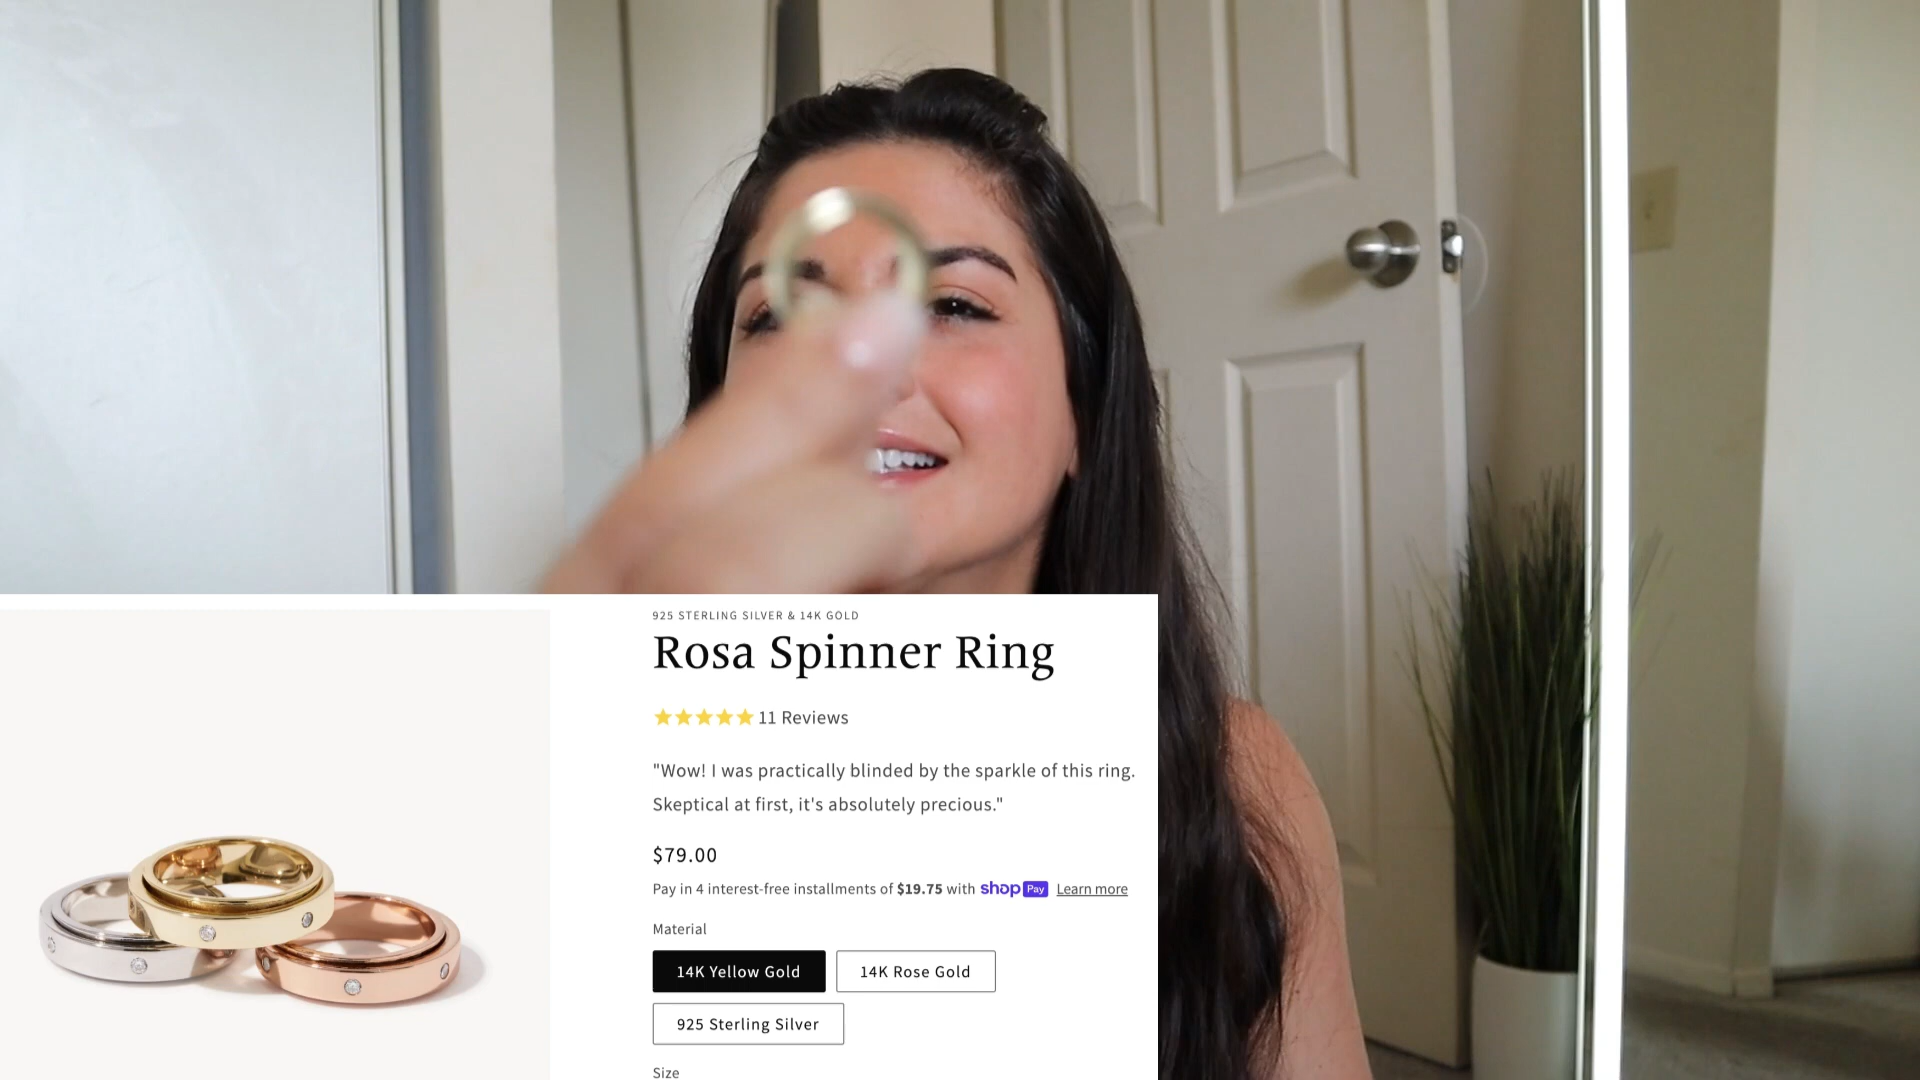 925 STERLING SILVER & 14K GOLD
Rosa Spinner Ring
11 Reviews
"Wow! I was practically blinded by the sparkle of this ring.
Skeptical at first, it's absolutely precious."
$79.00
Pay in 4 interest-free installments of $19.75 with shop Pay Learn more
Material
14K Yellow Gold 14K Rose Gold
925 Sterling Silver
Size